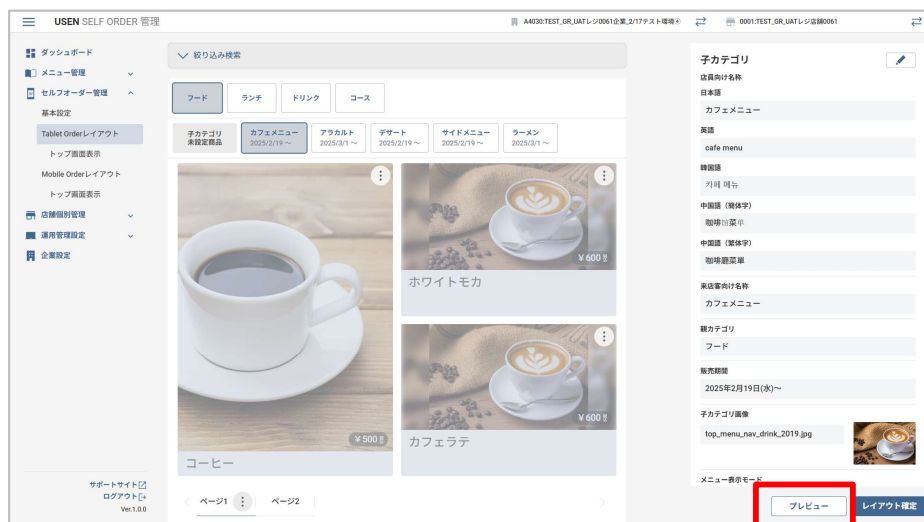 USEN SELF ORDER 管理
A4030:TEST_GR_UATレジ0061企業_2/17テスト環境④
0001:TEST_GR_UATレジ店舗0061
ダッシュボード
メニュー管理
セルフオーダー管理
基本設定
Tablet Orderレイアウト
トップ画面表示
Mobile Orderレイアウト
トップ画面表示
店舗個別管理
運用管理設定
企業設定
サポートサイト
ログアウト
Ver.1.0.0
絞り込み検索
フード
ランチ
ドリンク
コース
子カテゴリ
未設定商品
カフェメニュー
2025/2/19 ～
アラカルト
2025/3/1 ～
デザート
2025/2/19 ～
サイドメニュー
2025/2/19 ～
ラーメン
2025/3/1 ～
¥500
コーヒー
¥600
ホワイトモカ
¥600
カフェラテ
ページ1
ページ2
子カテゴリ
店員向け名称
日本語
カフェメニュー
英語
cafe menu
韓国語
카페 메뉴
中国語（簡体字）
咖啡馆菜单
中国語（繁体字）
咖啡廳菜單
来店客向け名称
カフェメニュー
親カテゴリ
フード
販売期間
2025年2月19日(水)～
子カテゴリ画像
top_menu_nav_drink_2019.jpg
メニュー表示モード
プレビュー
レイアウト確定